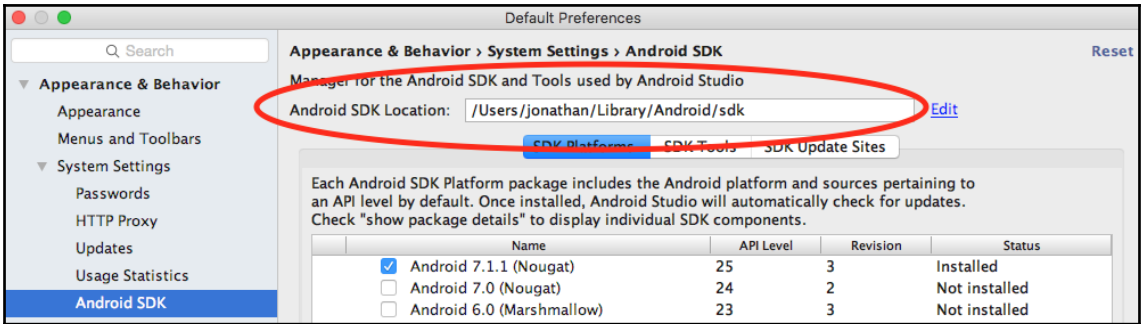 Default Preferences
Search
Appearance & Behavior › System Settings › Android SDK
Reset
Appearance & Behavior
Manager for the Android SDK and Tools used by Android Studio
Appearance
Android SDK Location: /Users/jonathan/Library/Android/sdk Edit
Menus and Toolbars
SDK Platforms SDK Tools SDK Update Sites
System Settings
Passwords
HTTP Proxy
Updates
Usage Statistics
Android SDK
Each Android SDK Platform package includes the Android platform and sources pertaining to
an API level by default. Once installed, Android Studio will automatically check for updates.
Check "show package details" to display individual SDK components.
Name API Level Revision Status
Android 7.1.1 (Nougat) 25 3 Installed
Android 7.0 (Nougat) 24 2 Not installed
Android 6.0 (Marshmallow) 23 3 Not installed